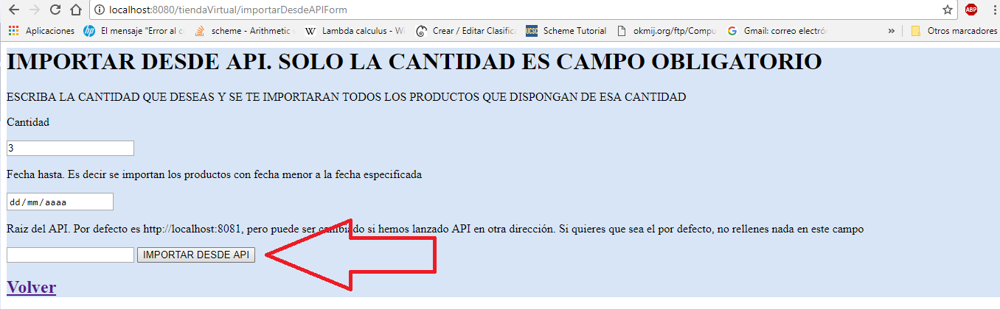 localhost:8080/tiendaVirtual/importarDesdeAPIForm
ABP
Aplicaciones El mensaje "Error al c scheme - Arithmetic Lambda calculus - Wi Crear / Editar Clasifica Scheme Tutorial okmij.org/ftp/Compu Gmail: correo electró » Otros marcadores
IMPORTAR DESDE API. SOLO LA CANTIDAD ES CAMPO OBLIGATORIO
ESCRIBA LA CANTIDAD QUE DESEAS Y SE TE IMPORTARAN TODOS LOS PRODUCTOS QUE DISPONGAN DE ESA CANTIDAD
Cantidad
3
Fecha hasta. Es decir se importan los productos con fecha menor a la fecha especificada
dd/mm/aaaa
Raiz del API. Por defecto es http://localhost:8081, pero puede ser cambiado si hemos lanzado API en otra dirección. Si quieres que sea el por defecto, no rellenes nada en este campo
IMPORTAR DESDE API
Volver